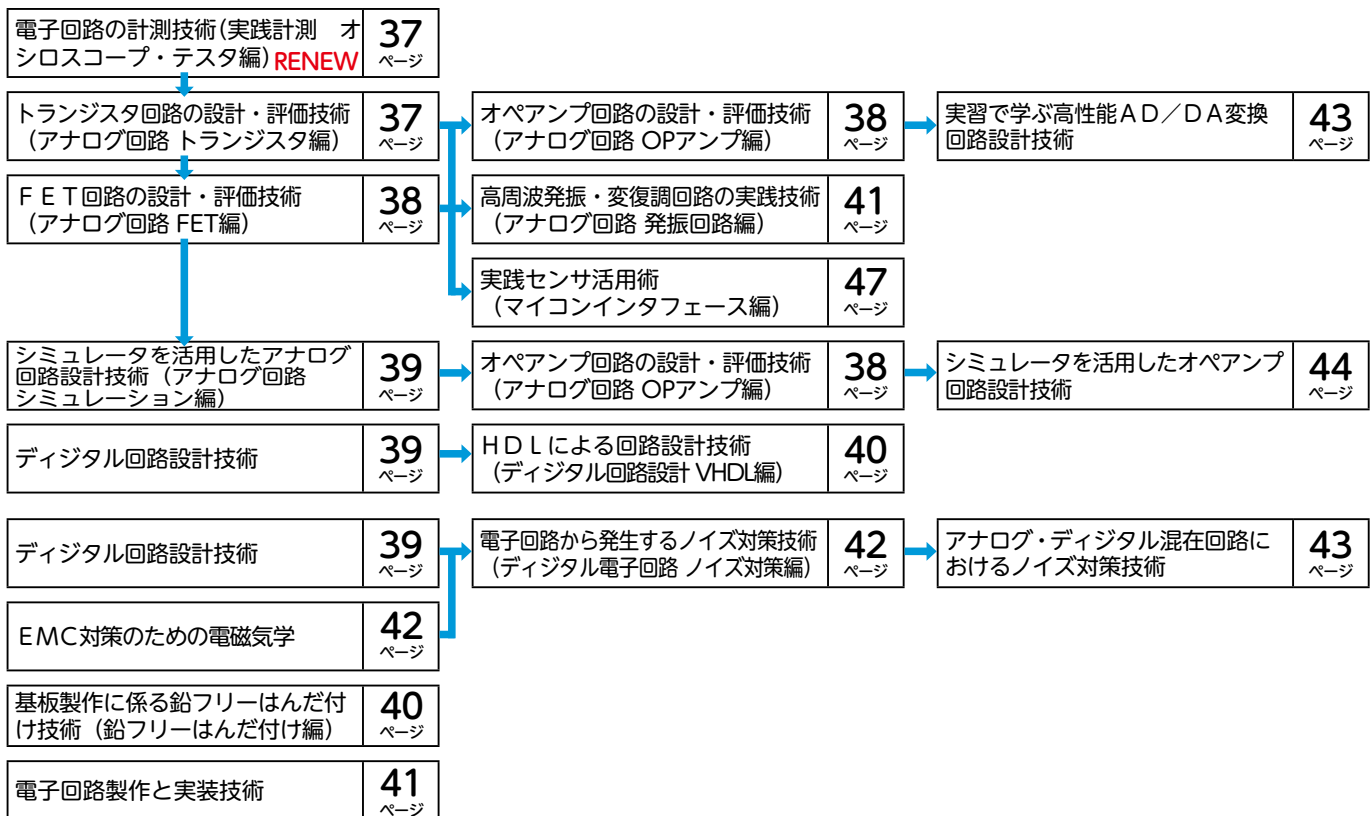 電子回路の計測技術(実践計測　オ
シロスコープ・テスタ編) RENEW
37
ページ
トランジスタ回路の設計・評価技術
（アナログ回路 トランジスタ編）
37
ページ
オペアンプ回路の設計・評価技術
（アナログ回路 OPアンプ編）
38
ページ
実習で学ぶ高性能ＡＤ／ＤＡ変換
回路設計技術
43
ページ
ＦＥＴ回路の設計・評価技術
（アナログ回路 FET編）
38
ページ
高周波発振・変復調回路の実践技術
（アナログ回路 発振回路編）
41
ページ
実践センサ活用術
（マイコンインタフェース編）
47
ページ
シミュレータを活用したアナログ
回路設計技術（アナログ回路
シミュレーション編）
39
ページ
オペアンプ回路の設計・評価技術
（アナログ回路 OPアンプ編）
38
ページ
シミュレータを活用したオペアンプ
回路設計技術
44
ページ
ディジタル回路設計技術
39
ページ
ＨＤＬによる回路設計技術
（ディジタル回路設計 VHDL編）
40
ページ
ディジタル回路設計技術
39
ページ
電子回路から発生するノイズ対策技術
（ディジタル電子回路 ノイズ対策編）
42
ページ
アナログ・ディジタル混在回路に
おけるノイズ対策技術
43
ページ
ＥＭＣ対策のための電磁気学
42
ページ
基板製作に係る鉛フリーはんだ付
け技術（鉛フリーはんだ付け編）
40
ページ
電子回路製作と実装技術
41
ページ